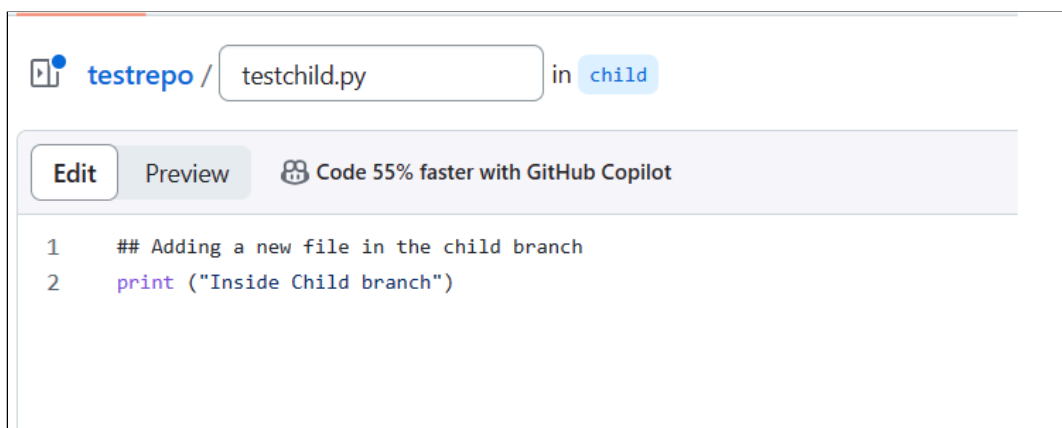 testrepo / testchild.py in child
Edit Preview Code 55% faster with GitHub Copilot
1 ## Adding a new file in the child branch
2 print ("Inside Child branch")